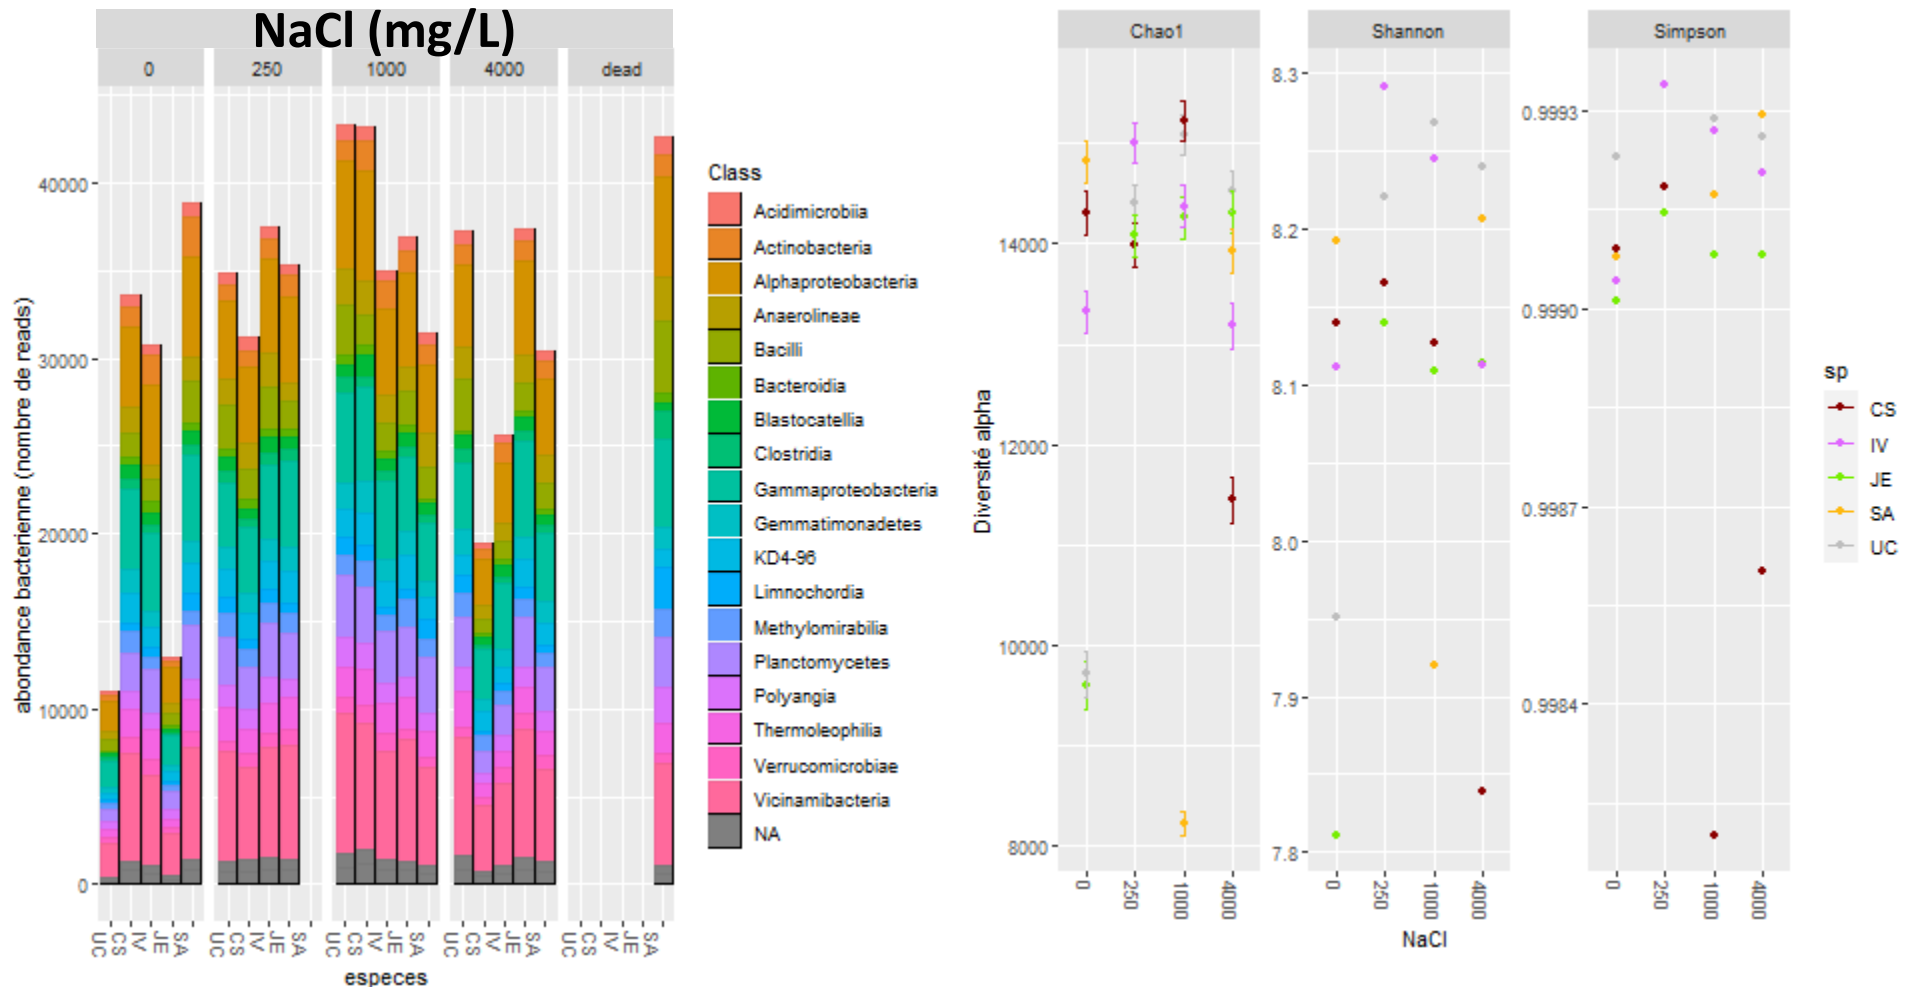 NaCl (mg/L)
0 250 1000 4000 dead
abondance bacterienne (nombre de reads)
40000
30000
20000
10000
0
UC CS IV JE SA UC CS IV JE SA UC CS IV JE SA UC CS IV JE SA UC CS IV JE SA
especes
Class
Acidimicrobiia
Actinobacteria
Alphaproteobacteria
Anaerolineae
Bacilli
Bacteroidia
Blastocatellia
Clostridia
Gammaproteobacteria
Gemmatimonadetes
KD4-96
Limnochordia
Methylomirabilia
Planctomycetes
Polyangia
Thermoleophilia
Verrucomicrobiae
Vicinamibacteria
NA
Chao1 Shannon Simpson
Diversité alpha
14000
12000
10000
8000
8.3
8.2
8.1
8.0
7.9
7.8
0.9993
0.9990
0.9987
0.9984
0 250 1000 4000 0 250 1000 4000 0 250 1000 4000
NaCl
sp
CS
IV
JE
SA
UC